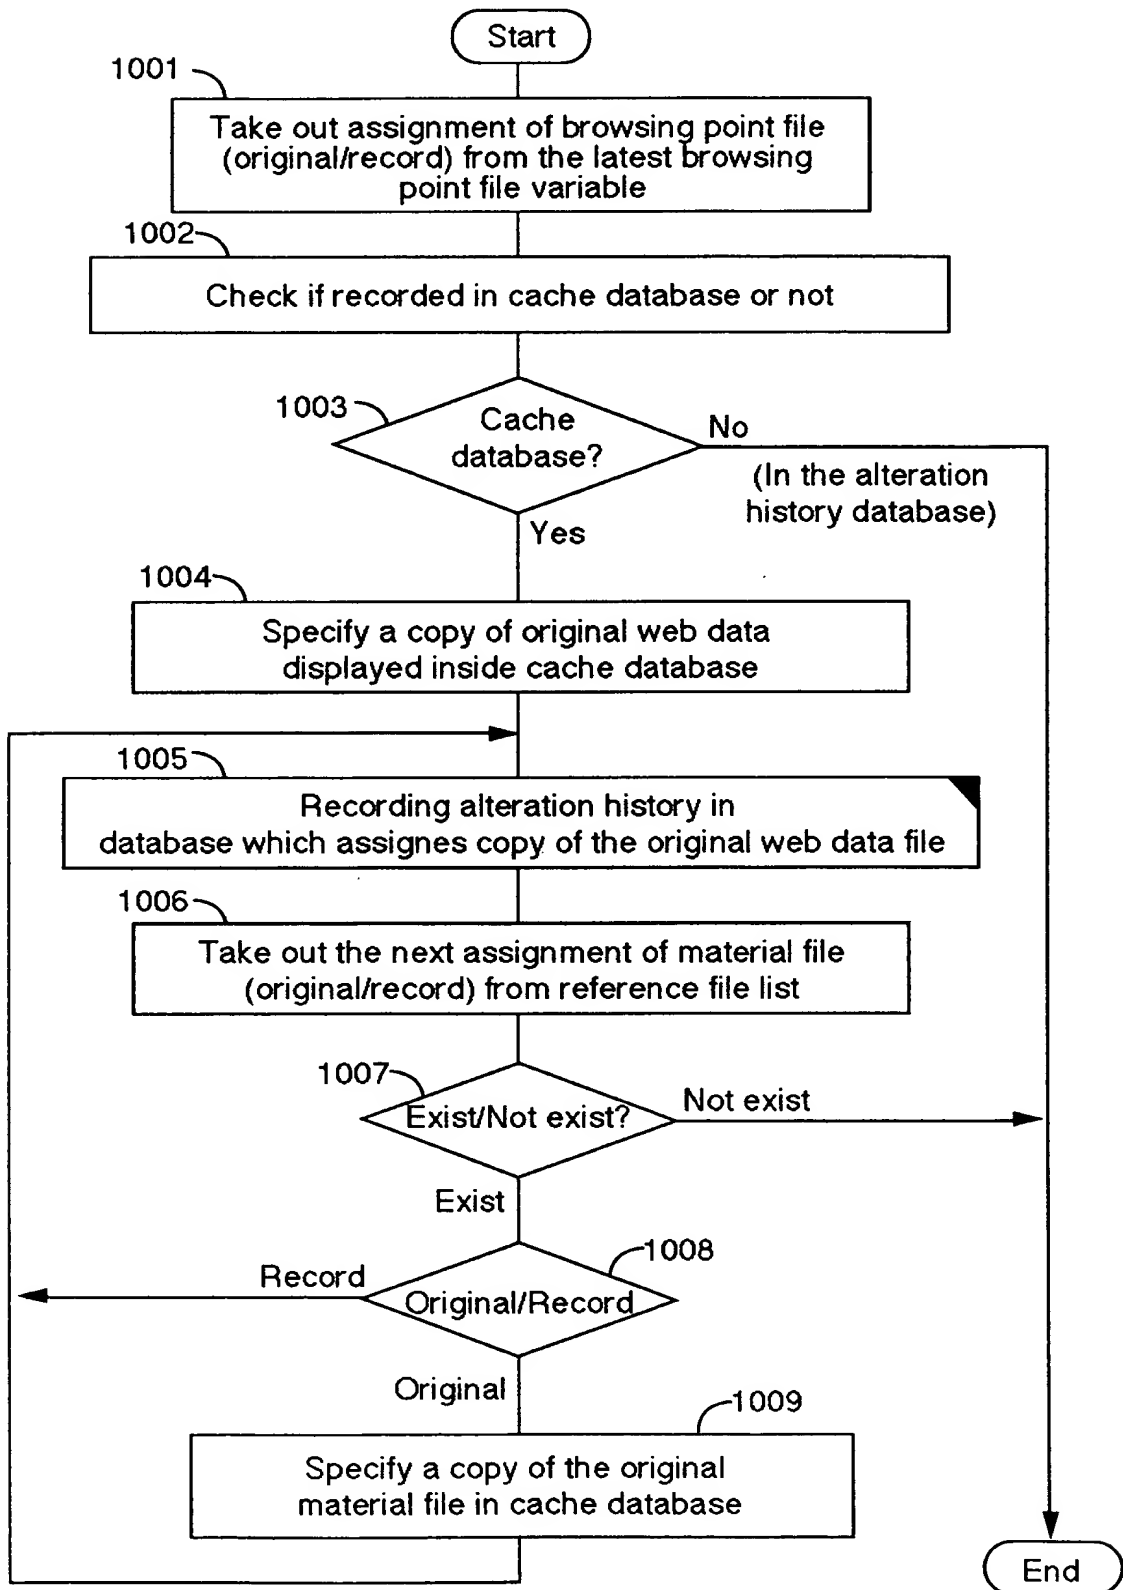 Start
1001
Take out assignment of browsing point file
(original/record) from the latest browsing
point file variable
1002
Check if recorded in cache database or not
1003
Cache
database?
No
(In the alteration
history database)
Yes
1004
Specify a copy of original web data
displayed inside cache database
1005
Recording alteration history in
database which assignes copy of the original web data file
1006
Take out the next assignment of material file
(original/record) from reference file list
1007
Exist/Not exist?
Not exist
Exist
1008
Record
Original/Record
Original
1009
Specify a copy of the original
material file in cache database
End